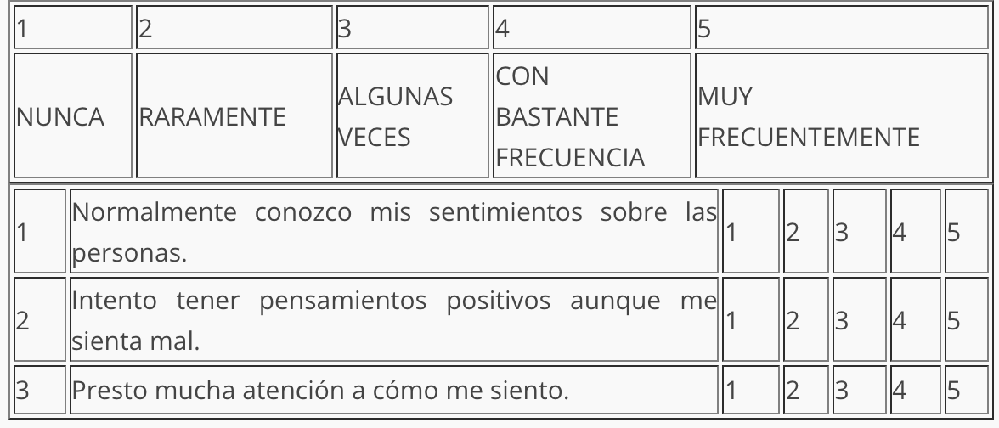 1 2 3 4 5
NUNCA RARAMENTE ALGUNAS VECES CON BASTANTE FRECUENCIA MUY FRECUENTEMENTE
1 Normalmente conozco mis sentimientos sobre las personas. 1 2 3 4 5
2 Intento tener pensamientos positivos aunque me sienta mal. 1 2 3 4 5
3 Presto mucha atención a cómo me siento. 1 2 3 4 5